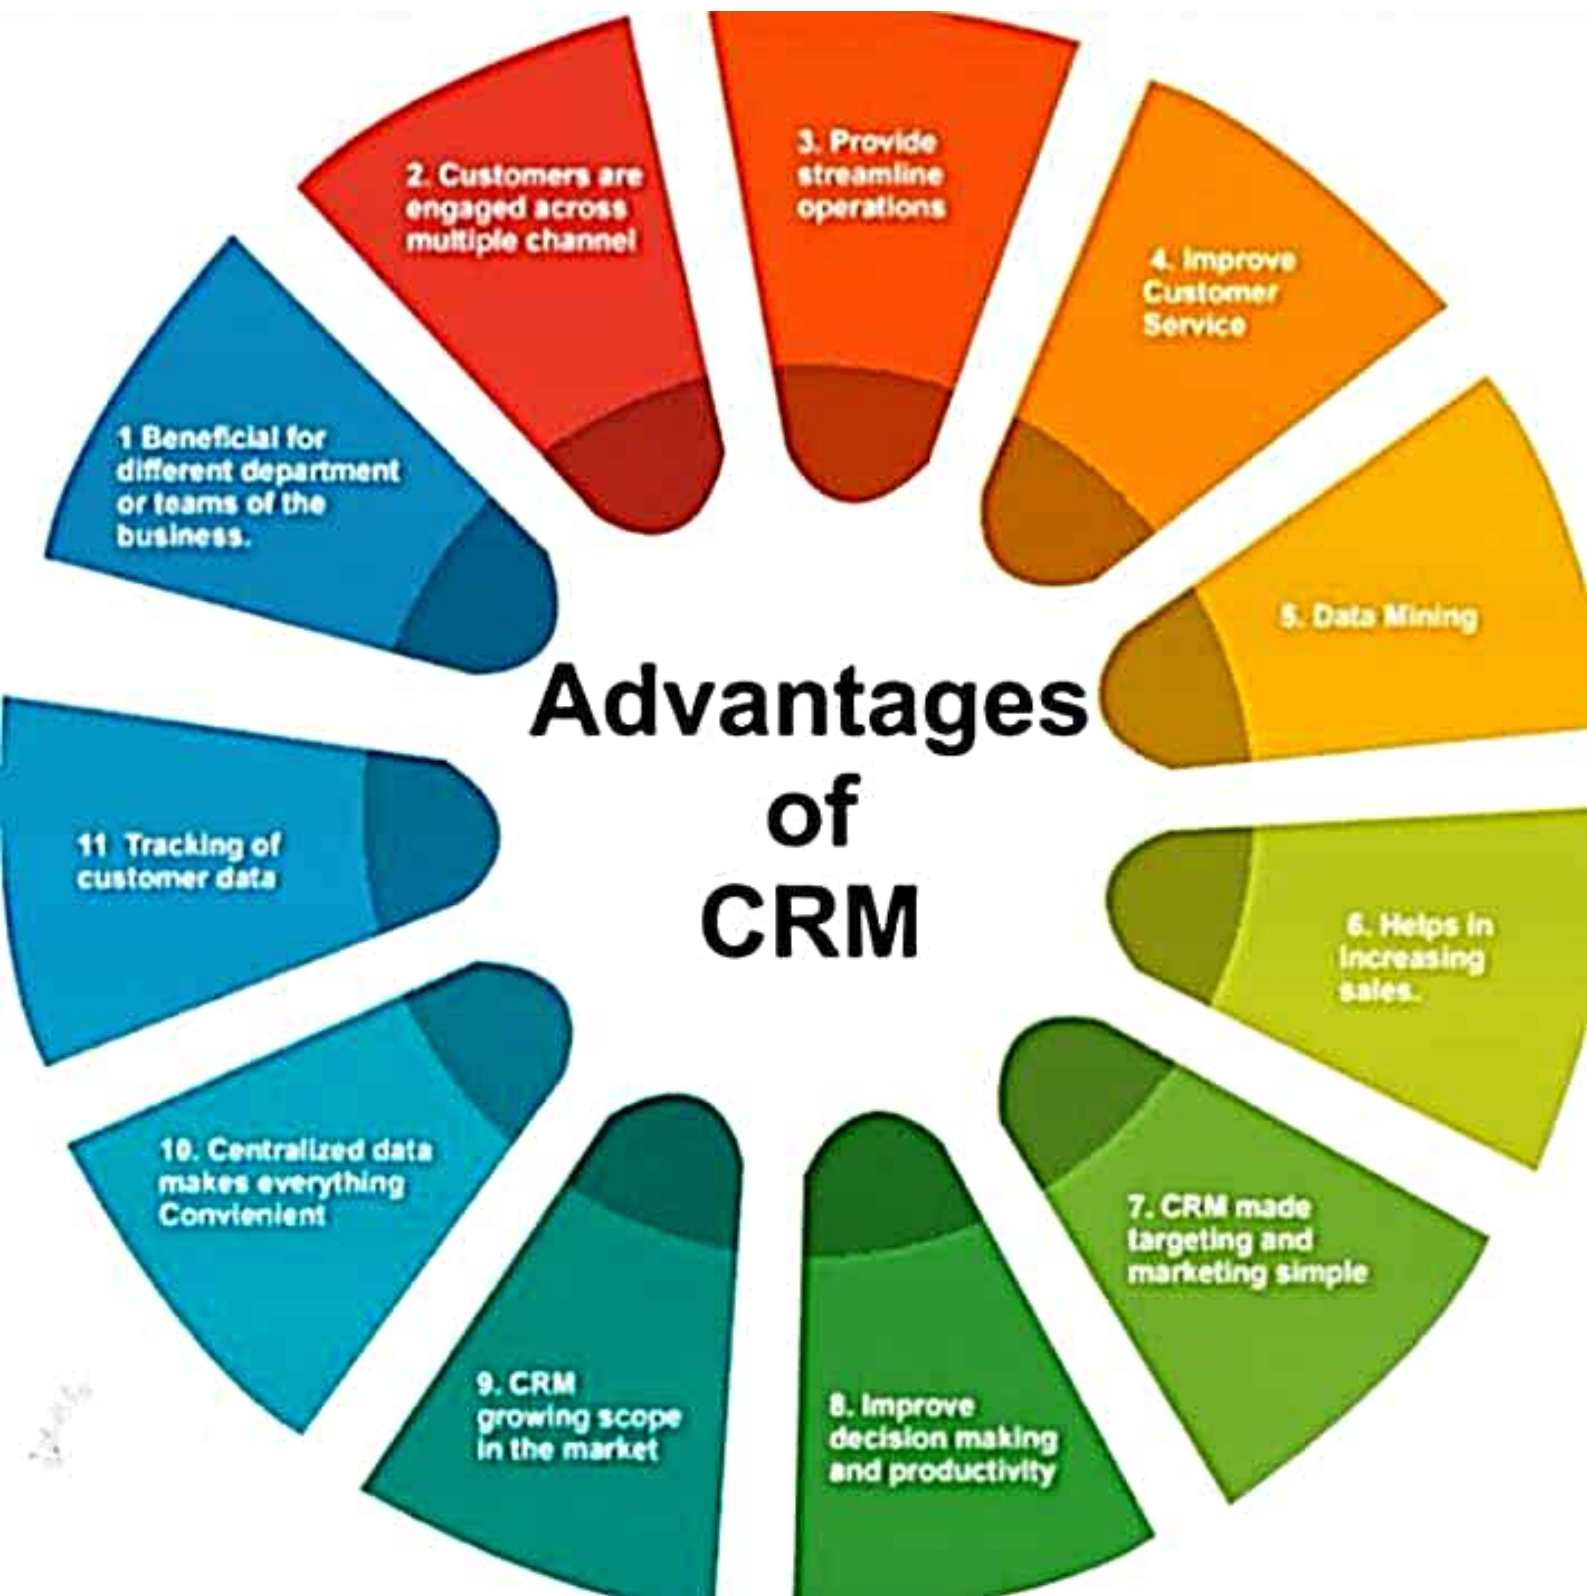 Advantages
of
CRM
1 Beneficial for
different department
or teams of the
business.
2. Customers are
engaged across
multiple channel
3. Provide
streamline
operations
4. Improve
Customer
Service
5. Data Mining
6. Helps in
increasing
sales.
7. CRM made
targeting and
marketing simple
8. Improve
decision making
and productivity
9. CRM
growing scope
in the market
10. Centralized data
makes everything
Convienient
11 Tracking of
customer data